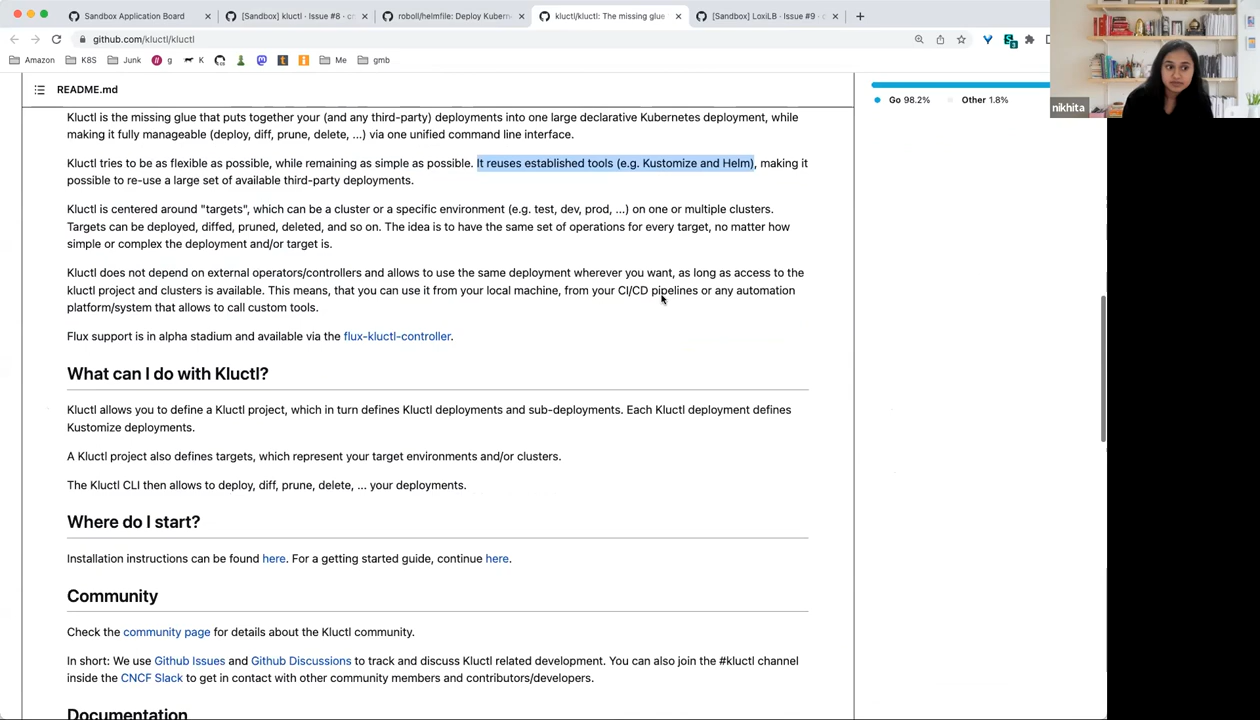 Sandbox Application Board
[Sandbox] kluctl · Issue #8 · c
roboll/helmfile: Deploy Kubern
kluctl/kluctl: The missing glue
[Sandbox] LoxiLB · Issue #9 · c
github.com/kluctl/kluctl
Amazon
K8S
Junk
g
K
Me
gmb
README.md
Go 98.2%
Other 1.8%
nikhita
Kluctl is the missing glue that puts together your (and any third-party) deployments into one large declarative Kubernetes deployment, while
making it fully manageable (deploy, diff, prune, delete, ...) via one unified command line interface.
Kluctl tries to be as flexible as possible, while remaining as simple as possible. It reuses established tools (e.g. Kustomize and Helm), making it
possible to re-use a large set of available third-party deployments.
Kluctl is centered around "targets", which can be a cluster or a specific environment (e.g. test, dev, prod, ...) on one or multiple clusters.
Targets can be deployed, diffed, pruned, deleted, and so on. The idea is to have the same set of operations for every target, no matter how
simple or complex the deployment and/or target is.
Kluctl does not depend on external operators/controllers and allows to use the same deployment wherever you want, as long as access to the
kluctl project and clusters is available. This means, that you can use it from your local machine, from your CI/CD pipelines or any automation
platform/system that allows to call custom tools.
Flux support is in alpha stadium and available via the flux-kluctl-controller.
What can I do with Kluctl?
Kluctl allows you to define a Kluctl project, which in turn defines Kluctl deployments and sub-deployments. Each Kluctl deployment defines
Kustomize deployments.
A Kluctl project also defines targets, which represent your target environments and/or clusters.
The Kluctl CLI then allows to deploy, diff, prune, delete, ... your deployments.
Where do I start?
Installation instructions can be found here. For a getting started guide, continue here.
Community
Check the community page for details about the Kluctl community.
In short: We use Github Issues and Github Discussions to track and discuss Kluctl related development. You can also join the #kluctl channel
inside the CNCF Slack to get in contact with other community members and contributors/developers.
Documentation